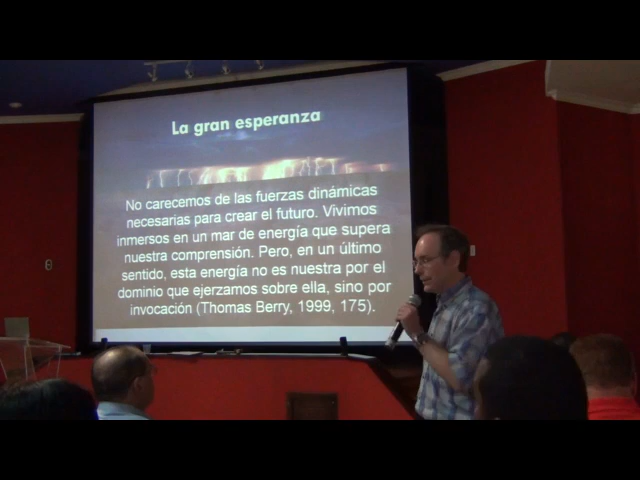 La gran esperanza
No carecemos de las fuerzas dinámicas
necesarias para crear el futuro. Vivimos
inmersos en un mar de energía que supera
nuestra comprensión. Pero, en un último
sentido, esta energía no es nuestra por el
dominio que ejerzamos sobre ella, sino por
invocación (Thomas Berry, 1999, 175).